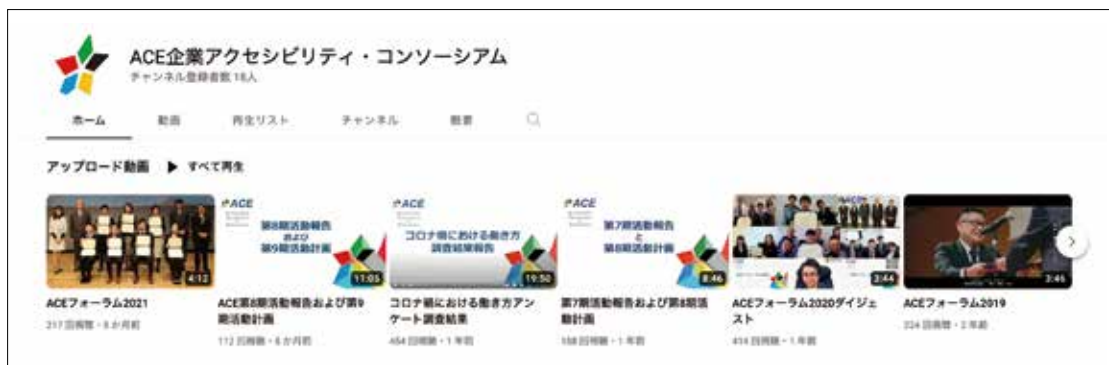 ACE企業アクセシビリティ・コンソーシアム
チャンネル登録者数 18人
ホーム 動画 再生リスト チャンネル 概要
アップロード動画 ▶ すべて再生
ACE
第8期活動報告
および
第9期活動計画
ACE
コロナ禍における働き方
調査結果報告
ACE
第7期活動報告
と
第8期活動計画
ACE
4:12
11:05
19:50
8:46
3:44
3:46
ACEフォーラム2021
217 回視聴・6 か月前
ACE第8期活動報告および第9
期活動計画
112 回視聴・6 か月前
コロナ禍における働き方アン
ケート調査結果
454 回視聴・1 年前
第7期活動報告および第8期活
動計画
168 回視聴・1 年前
ACEフォーラム2020ダイジェ
スト
414 回視聴・1 年前
ACEフォーラム2019
224 回視聴・2 年前